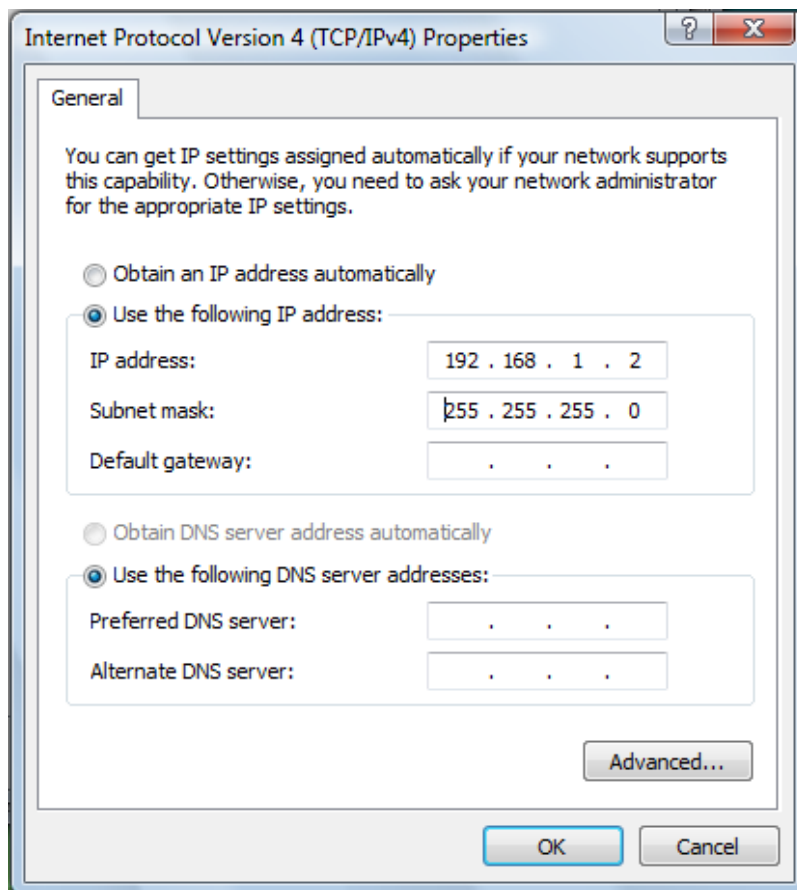 Internet Protocol Version 4 (TCP/IPv4) Properties
General
You can get IP settings assigned automatically if your network supports
this capability. Otherwise, you need to ask your network administrator
for the appropriate IP settings.
Obtain an IP address automatically
Use the following IP address:
IP address: 192 . 168 . 1 . 2
Subnet mask: 255 . 255 . 255 . 0
Default gateway: . . .
Obtain DNS server address automatically
Use the following DNS server addresses:
Preferred DNS server: . . .
Alternate DNS server: . . .
Advanced...
OK Cancel